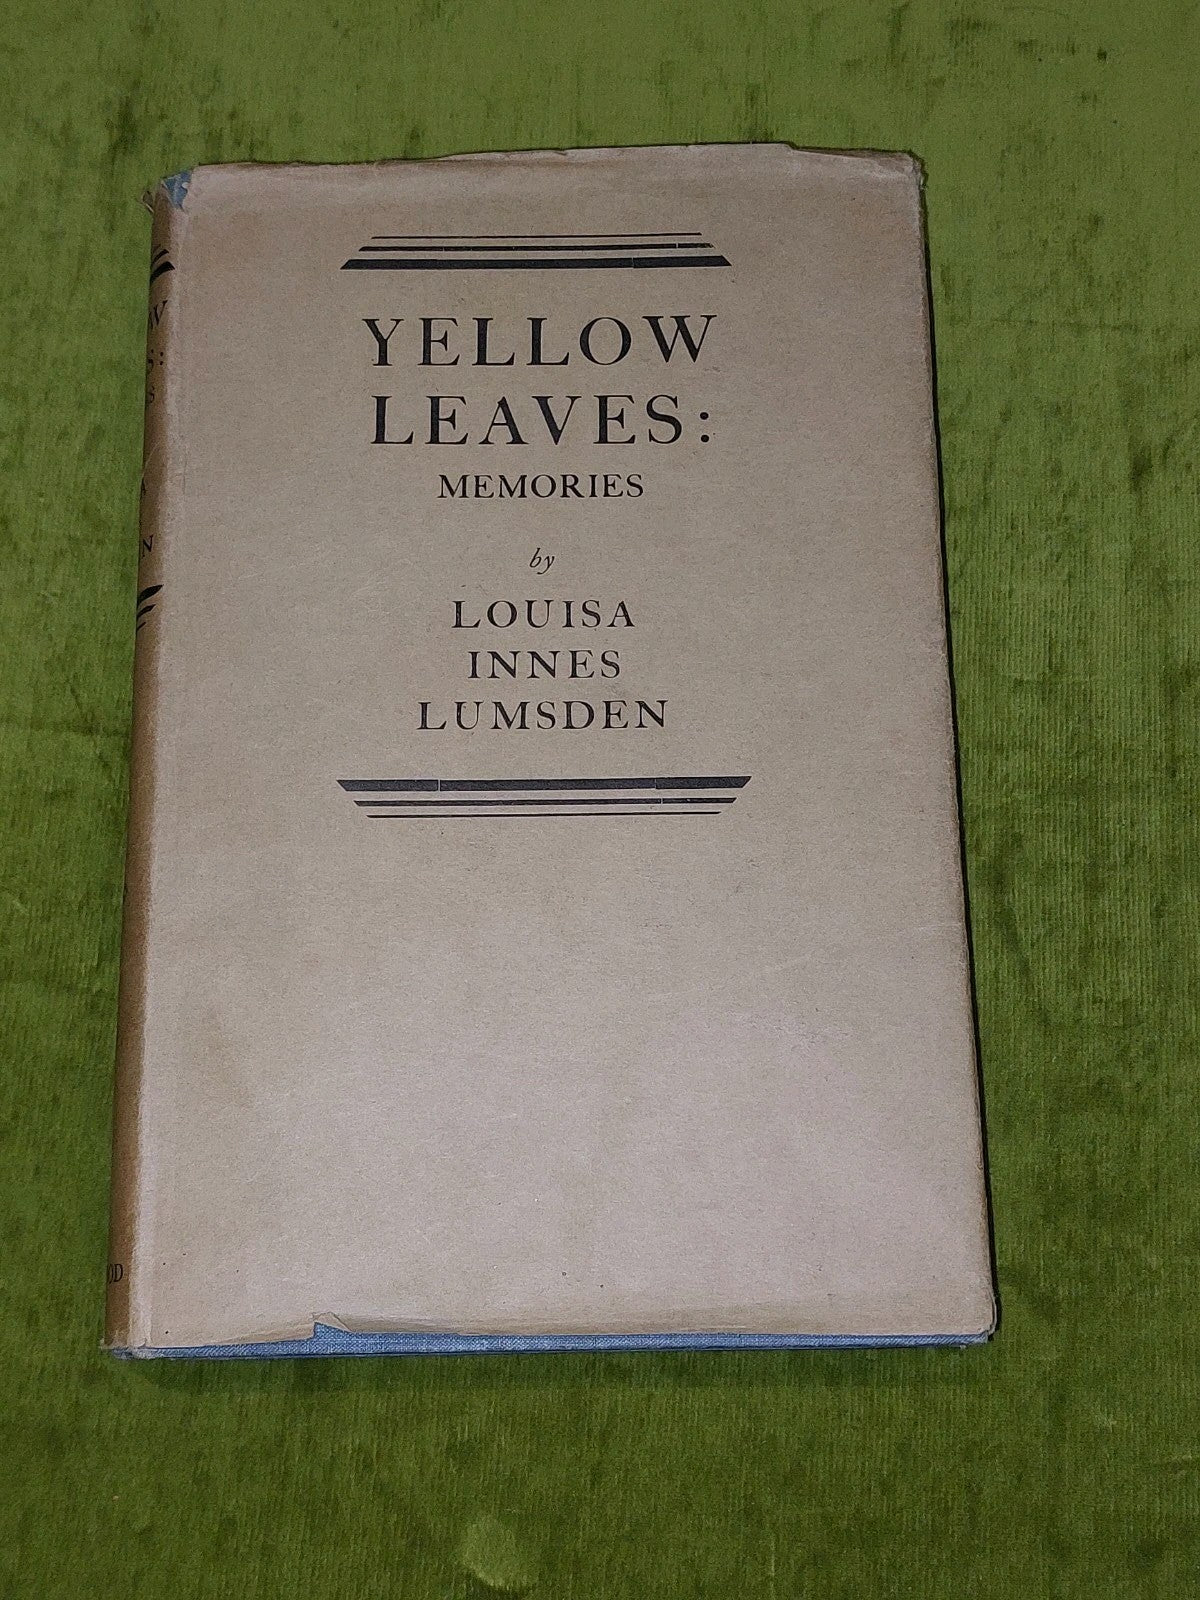 YELLOW
LEAVES:
MEMORIES
by
LOUISA
INNES
LUMSDEN